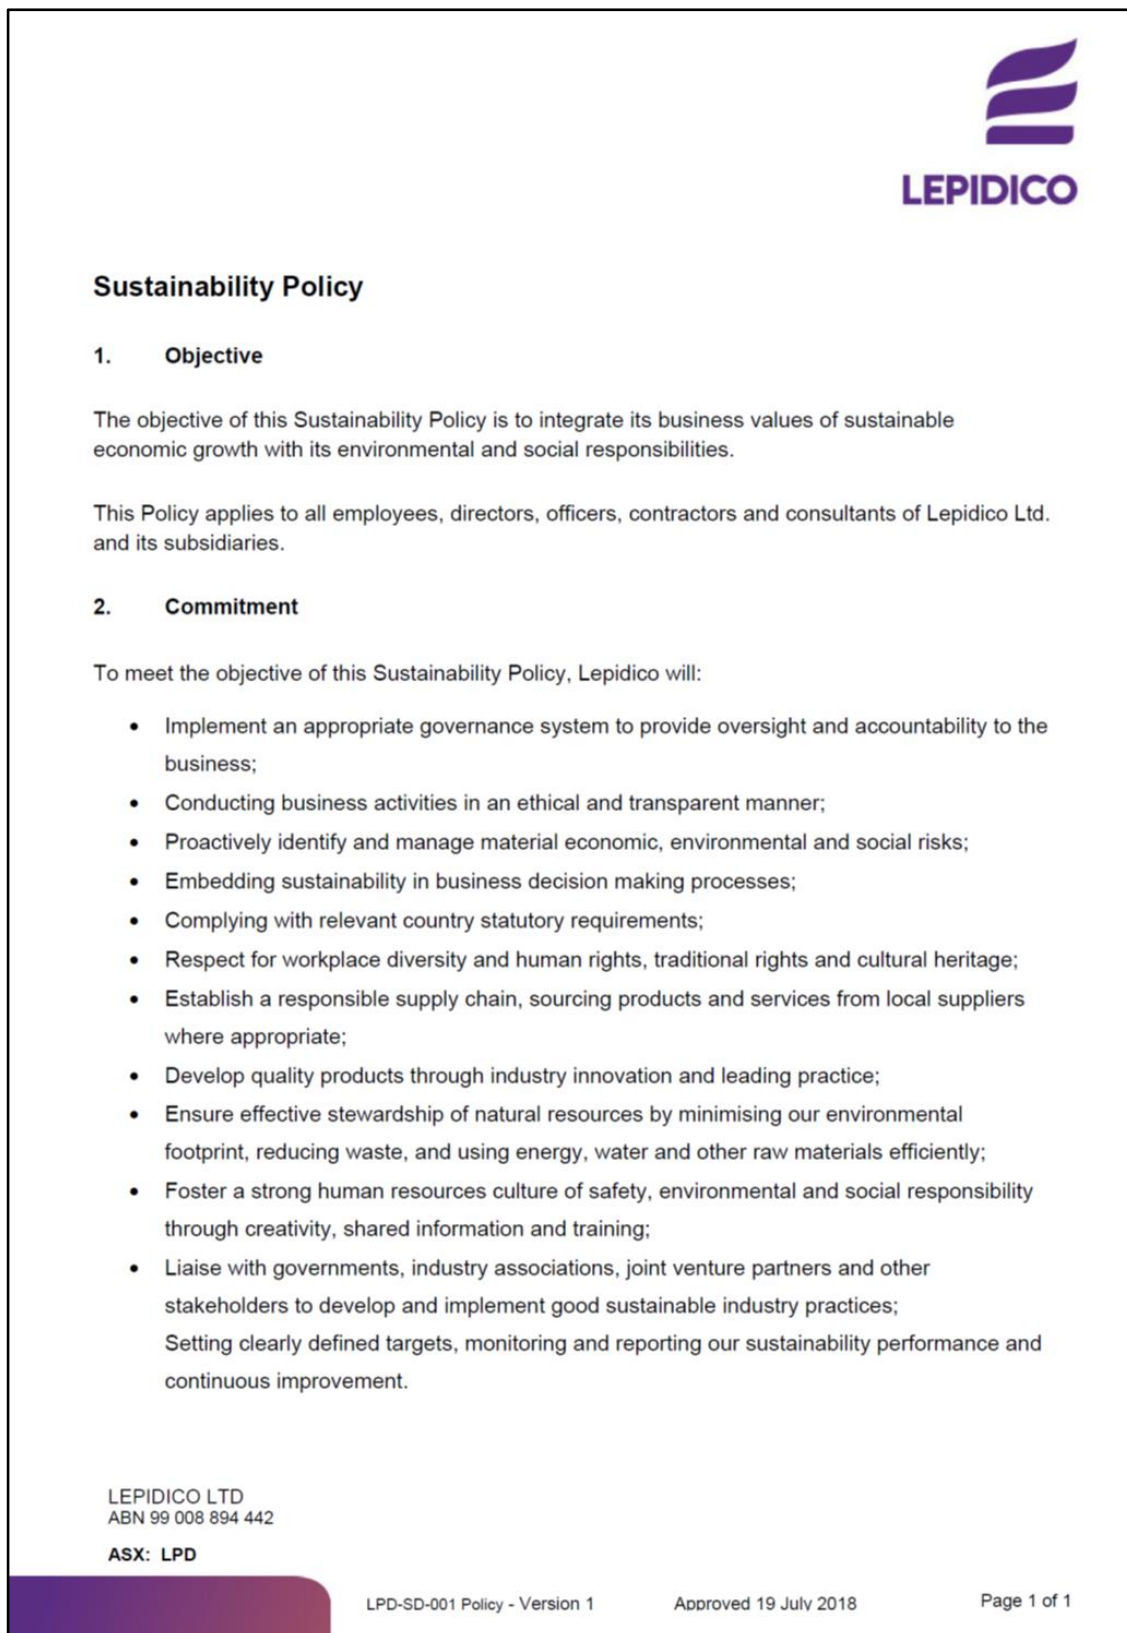 LEPIDICO
Sustainability Policy
1. Objective
The objective of this Sustainability Policy is to integrate its business values of sustainable
economic growth with its environmental and social responsibilities.
This Policy applies to all employees, directors, officers, contractors and consultants of Lepidico Ltd.
and its subsidiaries.
2. Commitment
To meet the objective of this Sustainability Policy, Lepidico will:
• Implement an appropriate governance system to provide oversight and accountability to the
business;
• Conducting business activities in an ethical and transparent manner;
• Proactively identify and manage material economic, environmental and social risks;
• Embedding sustainability in business decision making processes;
• Complying with relevant country statutory requirements;
• Respect for workplace diversity and human rights, traditional rights and cultural heritage;
• Establish a responsible supply chain, sourcing products and services from local suppliers
where appropriate;
• Develop quality products through industry innovation and leading practice;
• Ensure effective stewardship of natural resources by minimising our environmental
footprint, reducing waste, and using energy, water and other raw materials efficiently;
• Foster a strong human resources culture of safety, environmental and social responsibility
through creativity, shared information and training;
• Liaise with governments, industry associations, joint venture partners and other
stakeholders to develop and implement good sustainable industry practices;
Setting clearly defined targets, monitoring and reporting our sustainability performance and
continuous improvement.
LEPIDICO LTD
ABN 99 008 894 442
ASX: LPD
LPD-SD-001 Policy - Version 1 Approved 19 July 2018 Page 1 of 1